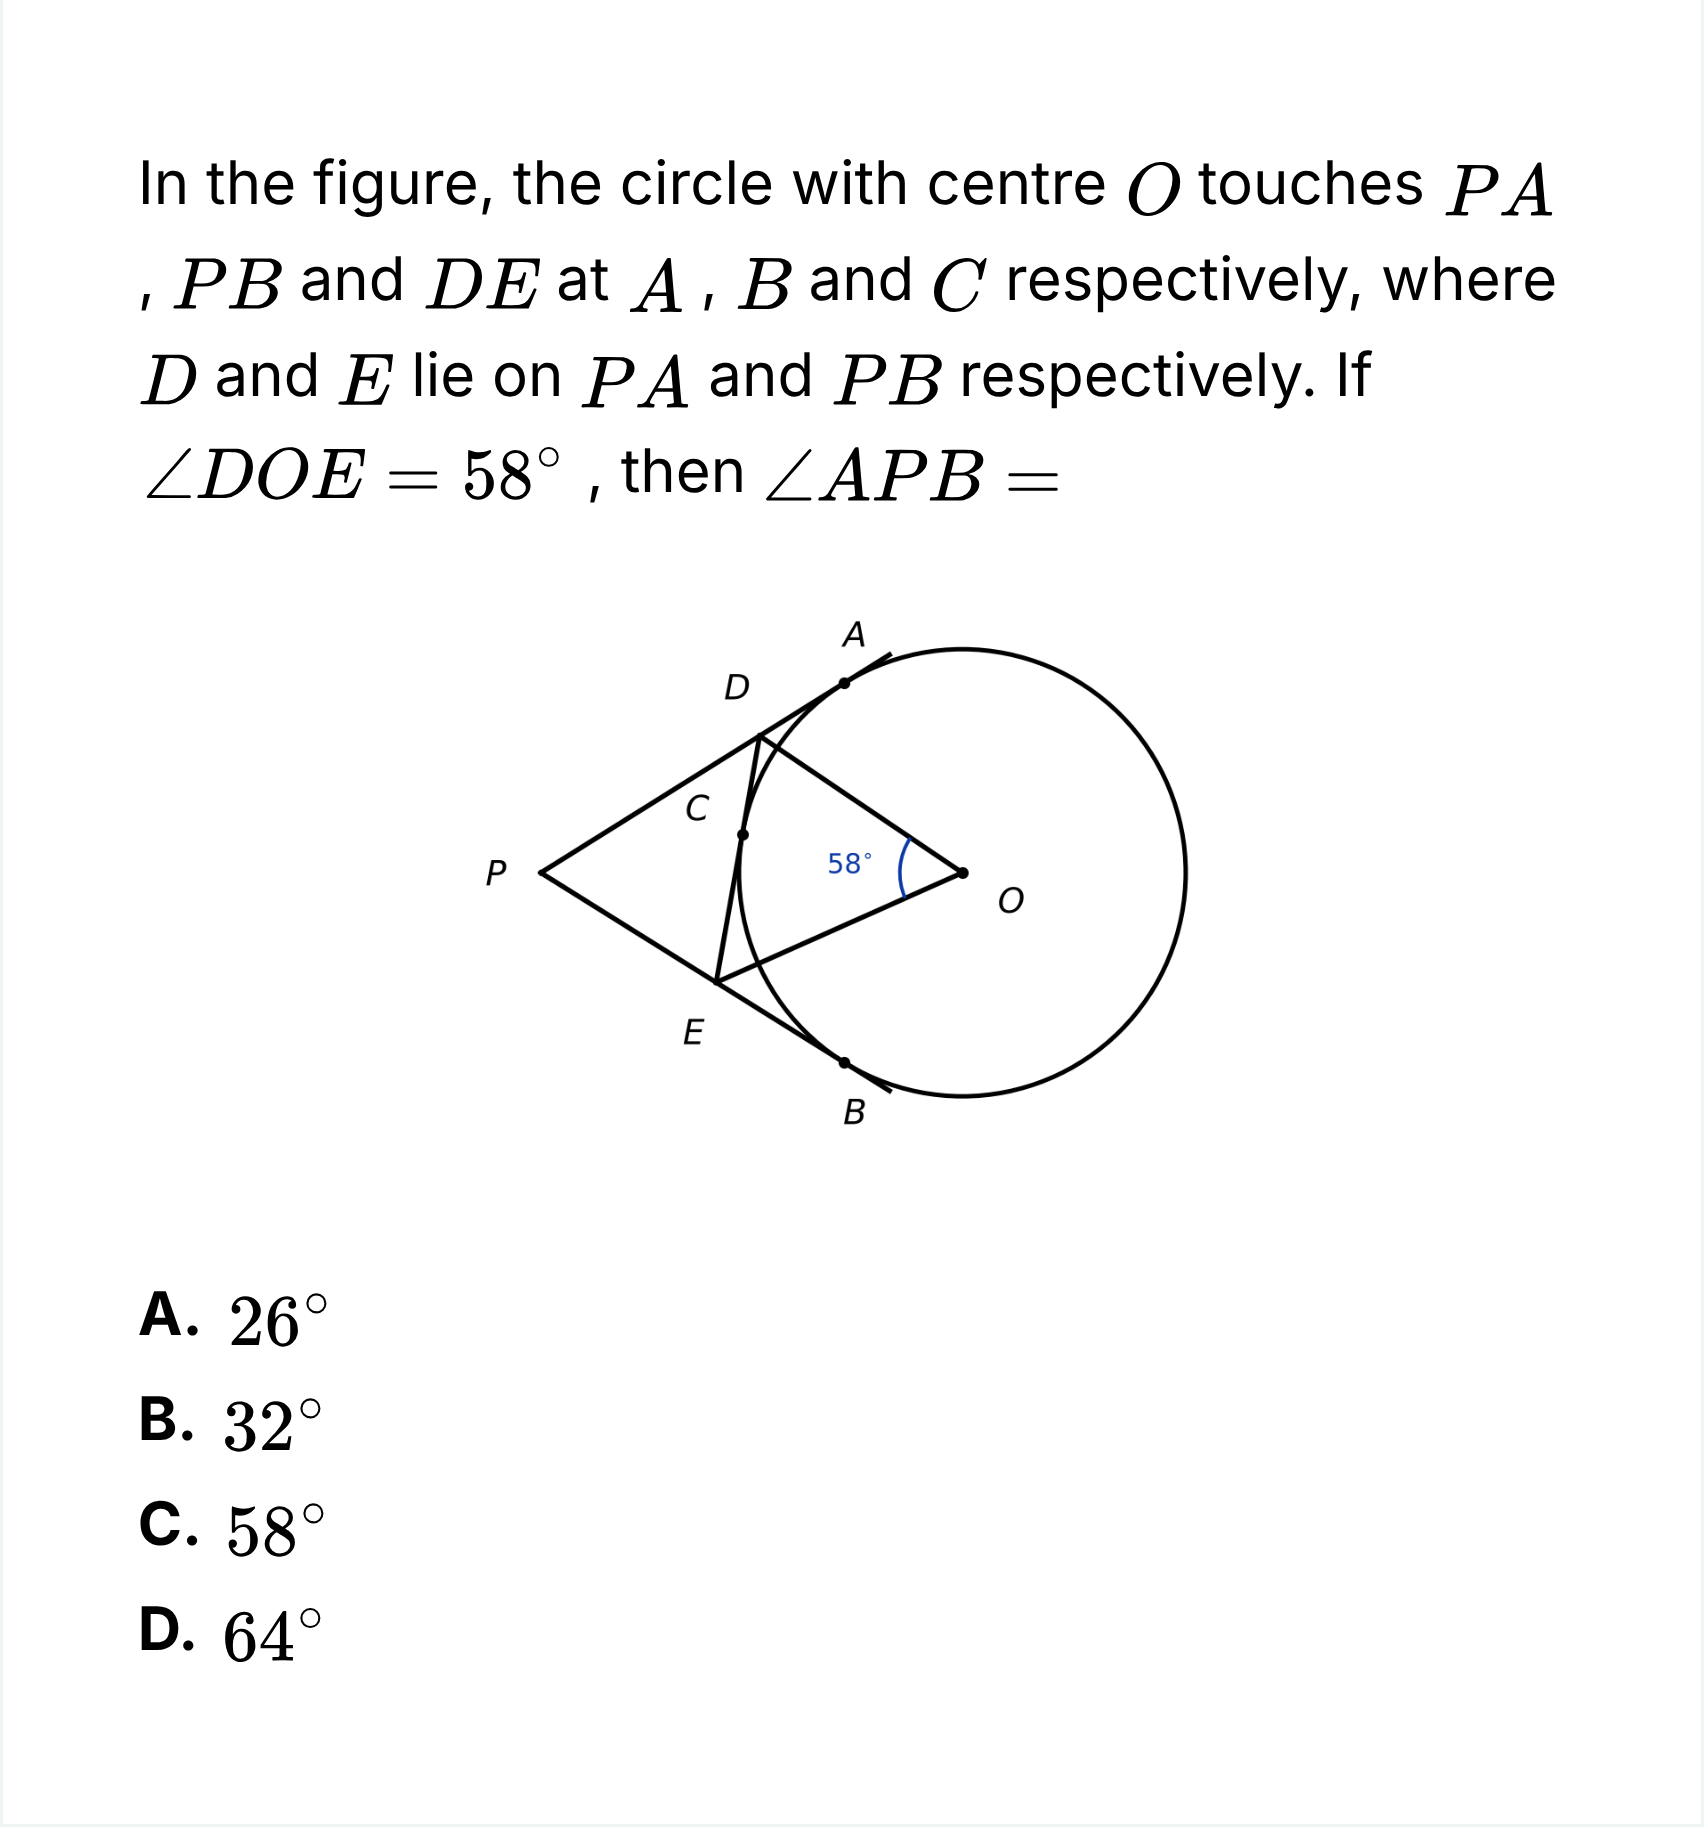 In the figure, the circle with centre O touches PA
, PB and DE at A , B and C respectively, where
D and E lie on PA and PB respectively. If
∠DOE = 58° , then ∠APB =
A
D
C
58°
P
O
E
B
A. 26°
B. 32°
C. 58°
D. 64°